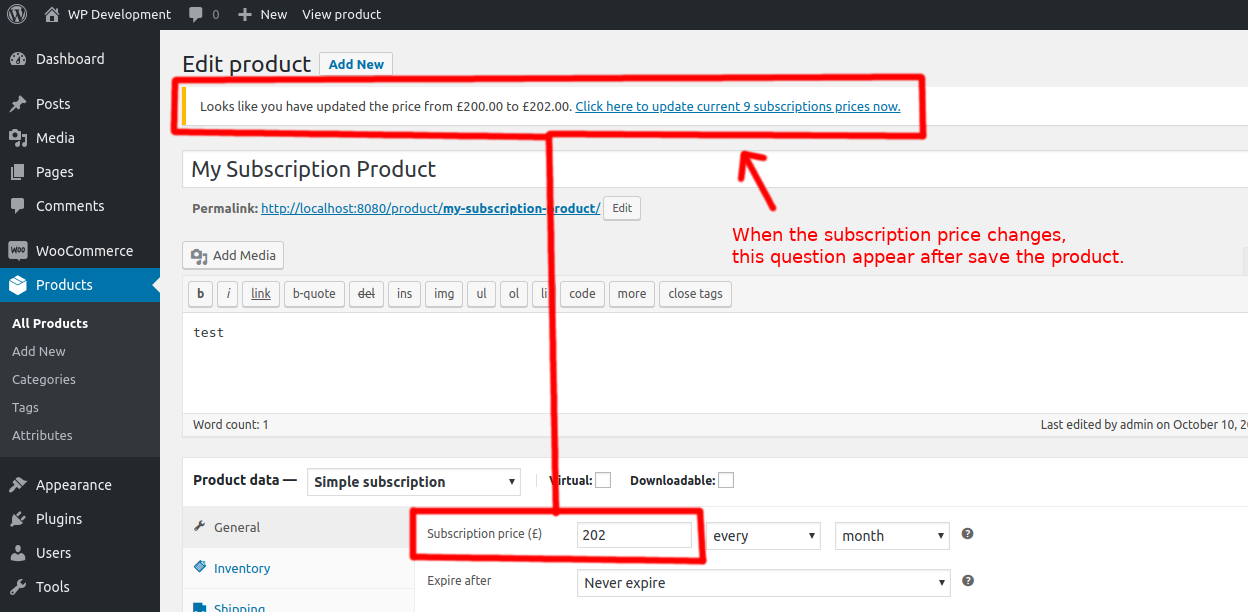 WP Development 0 New View product
Dashboard
Posts
Media
Pages
Comments
WOO WooCommerce
Products
All Products
Add New
Categories
Tags
Attributes
Appearance
Plugins
Users
Tools
Edit product Add New
Looks like you have updated the price from £200.00 to £202.00. Click here to update current 9 subscriptions prices now.
My Subscription Product
Permalink: http://localhost:8080/product/my-subscription-product/ Edit
When the subscription price changes,
this question appear after save the product.
Add Media
b i link b-quote del ins img ul ol li code more close tags
test
Word count: 1 Last edited by admin on October 10, 20
Product data — Simple subscription Virtual: Downloadable:
General
Inventory
Shipping
Subscription price (£) 202 every month
Expire after Never expire